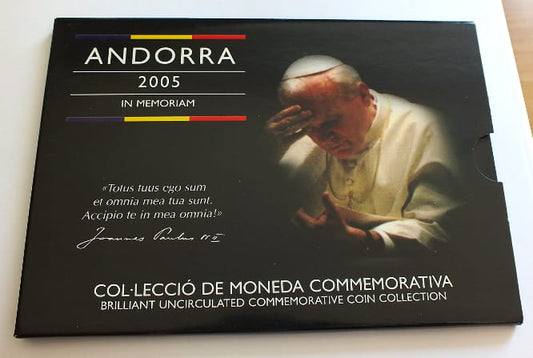 ANDORRA
2005
IN MEMORIAM
«Totus tuus ego sum
et omnia mea tua sunt.
Accipio te in mea omnia!»
Joannes Paulus PP II
COL·LECCIÓ DE MONEDA COMMEMORATIVA
BRILLIANT UNCIRCULATED COMMEMORATIVE COIN COLLECTION